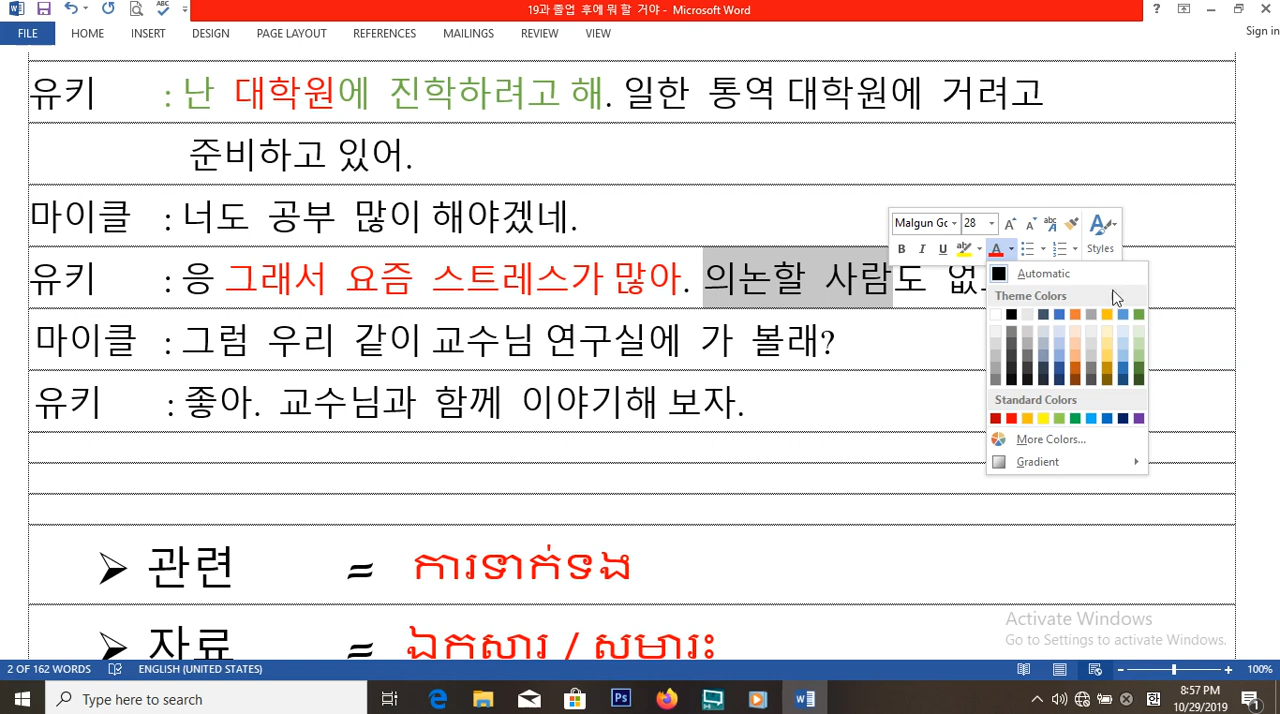 19과 졸업 후에 뭐 할 거야 - Microsoft Word
Sign in
FILE HOME INSERT DESIGN PAGE LAYOUT REFERENCES MAILINGS REVIEW VIEW
유키 : 난 대학원에 진학하려고 해. 일한 통역 대학원에 거려고
준비하고 있어.
마이클 : 너도 공부 많이 해야겠네.
유키 : 응 그래서 요즘 스트레스가 많아. 의논할 사람도 없
마이클 : 그럼 우리 같이 교수님 연구실에 가 볼래?
유키 : 좋아. 교수님과 함께 이야기해 보자.
Malgun Gc 28
Styles
Automatic
Theme Colors
Standard Colors
More Colors...
Gradient
➢ 관련 = ការទាក់ទង
➢ 자료 = ឯកសារ / សមារះ
Activate Windows
Go to Settings to activate Windows.
2 OF 162 WORDS ENGLISH (UNITED STATES) 100%
Type here to search
8:57 PM
10/29/2019